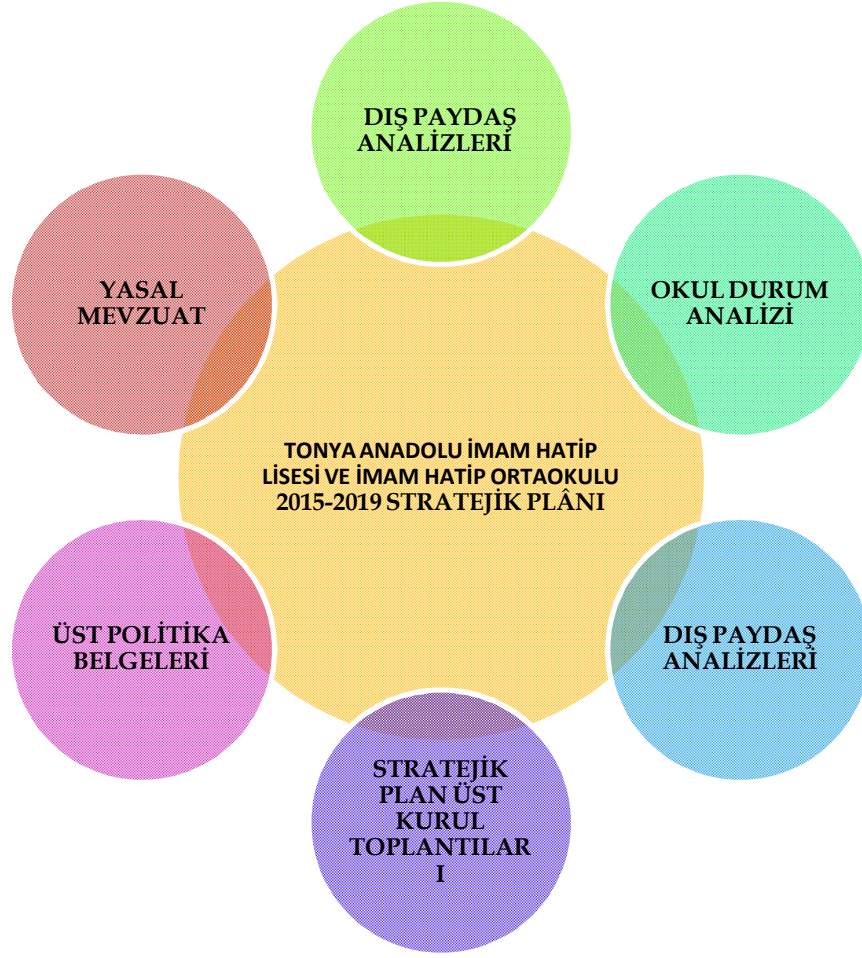 DIŞ PAYDAŞ
ANALİZLERİ
YASAL
MEVZUAT
OKUL DURUM
ANALİZİ
TONYA ANADOLU İMAM HATİP
LİSESİ VE İMAM HATİP ORTAOKULU
2015-2019 STRATEJİK PLÂNI
ÜST POLİTİKA
BELGELERİ
DIŞ PAYDAŞ
ANALİZLERİ
STRATEJİK
PLAN ÜST
KURUL
TOPLANTILAR
I